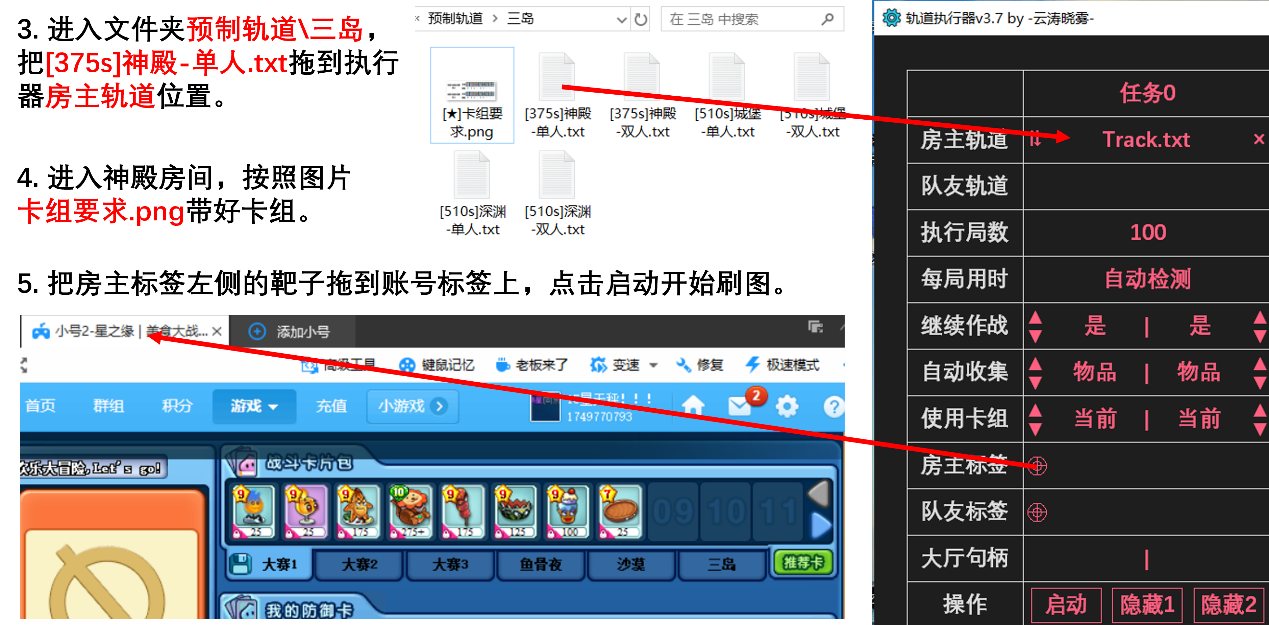 3. 进入文件夹预制轨道\三岛，
把[375s]神殿-单人.txt拖到执行
器房主轨道位置。
4. 进入神殿房间，按照图片
卡组要求.png带好卡组。
5. 把房主标签左侧的靶子拖到账号标签上，点击启动开始刷图。
预制轨道 > 三岛
在 三岛 中搜索
[★]卡组要
求.png
[375s]神殿
-单人.txt
[375s]神殿
-双人.txt
[510s]城堡
-单人.txt
[510s]城堡
-双人.txt
[510s]深渊
-单人.txt
[510s]深渊
-双人.txt
小号2-星之缘 | 美食大战...
添加小号
高级工具 键鼠记忆 老板来了 变速 修复 极速模式
首页 群组 积分 游戏 充值 小游戏
1749770793
2
欢乐大冒险,Let's go!
战斗卡片包
9 9 9 10 9 9 9 7
25 25 175 275+ 175 125 100 25
09 10 11
大赛1 大赛2 大赛3 鱼骨夜 沙漠 三岛 推荐卡
我的防御卡
轨道执行器v3.7 by -云涛晓雾-
任务0
房主轨道 Track.txt ×
队友轨道
执行局数 100
每局用时 自动检测
继续作战 是 | 是
自动收集 物品 | 物品
使用卡组 当前 | 当前
房主标签
队友标签
大厅句柄 |
操作 启动 隐藏1 隐藏2